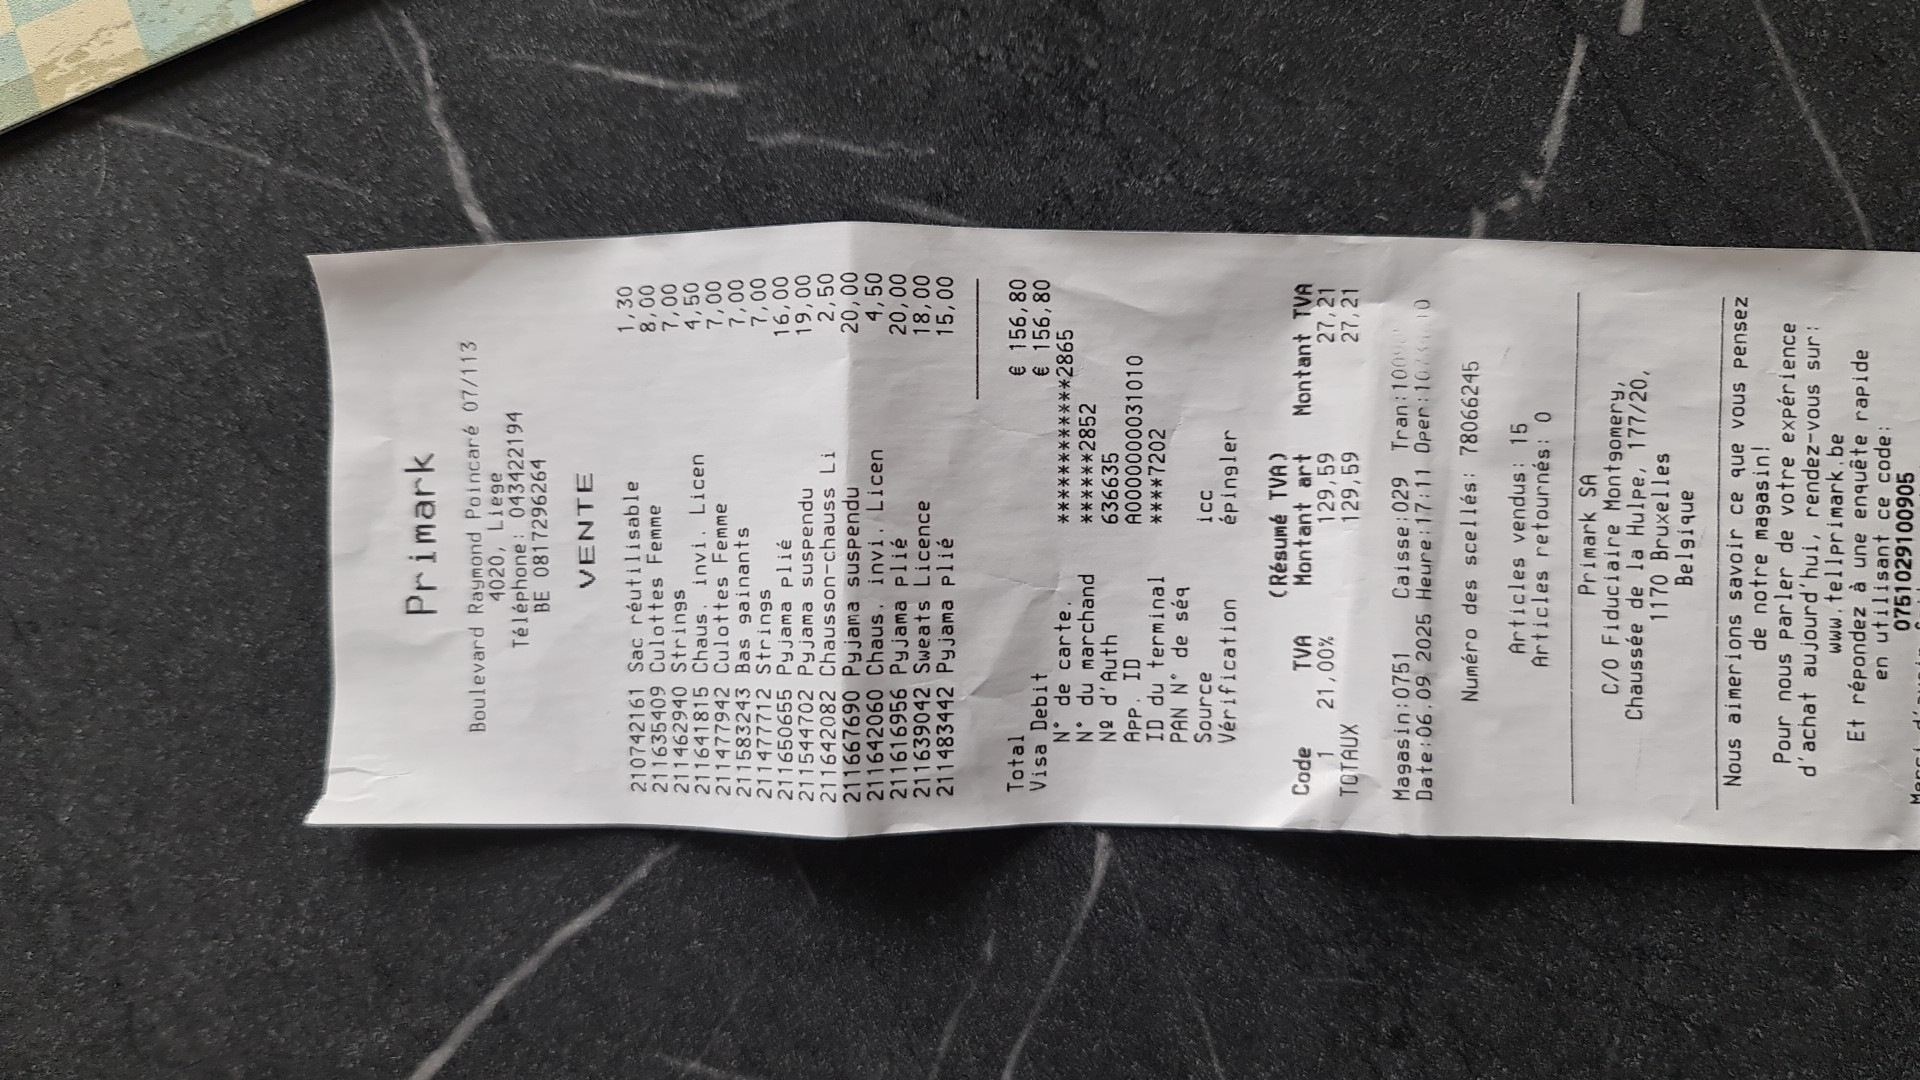 Primark
Boulevard Raymond Poincaré 07/113
4020, Liege
Téléphone: 043422194
BE 0817296264
VENTE
210742161 Sac réutilisable 1,30
211635409 Culottes Femme 8,00
211462940 Strings 7,00
211641815 Chaus. invi. Licen 4,50
211477942 Culottes Femme 7,00
211583243 Bas gainants 7,00
211477712 Strings 7,00
211650655 Pyjama plié 16,00
211544702 Pyjama suspendu 19,00
211642082 Chausson-chauss Li 2,50
211667690 Pyjama suspendu 20,00
211642060 Chaus. invi. Licen 4,50
211616956 Pyjama plié 20,00
211639042 Sweats Licence 18,00
211483442 Pyjama plié 15,00
Total € 156,80
Visa Debit € 156,80
N° de carte. ************2865
N° du marchand ******2852
Nº d'Auth 636635
APP. ID A0000000031010
ID du terminal ****7202
PAN N° de séq
Source icc
Vérification épingler
(Résumé TVA)
Code TVA Montant art Montant TVA
1 21,00% 129,59 27,21
TOTAUX 129,59 27,21
Magasin:0751 Caisse:029
Date:06.09.2025 Heure:17:11
Numéro des scellés: 78066245
Articles vendus: 15
Articles retournés: 0
Primark SA
C/O Fiduciaire Montgomery,
Chaussée de la Hulpe, 177/20,
1170 Bruxelles
Belgique
Nous aimerions savoir ce que vous pensez
de notre magasin!
Pour nous parler de votre expérience
d'achat aujourd'hui, rendez-vous sur:
www.tellprimark.be
Et répondez à une enquête rapide
en utilisant ce code:
0751029100905